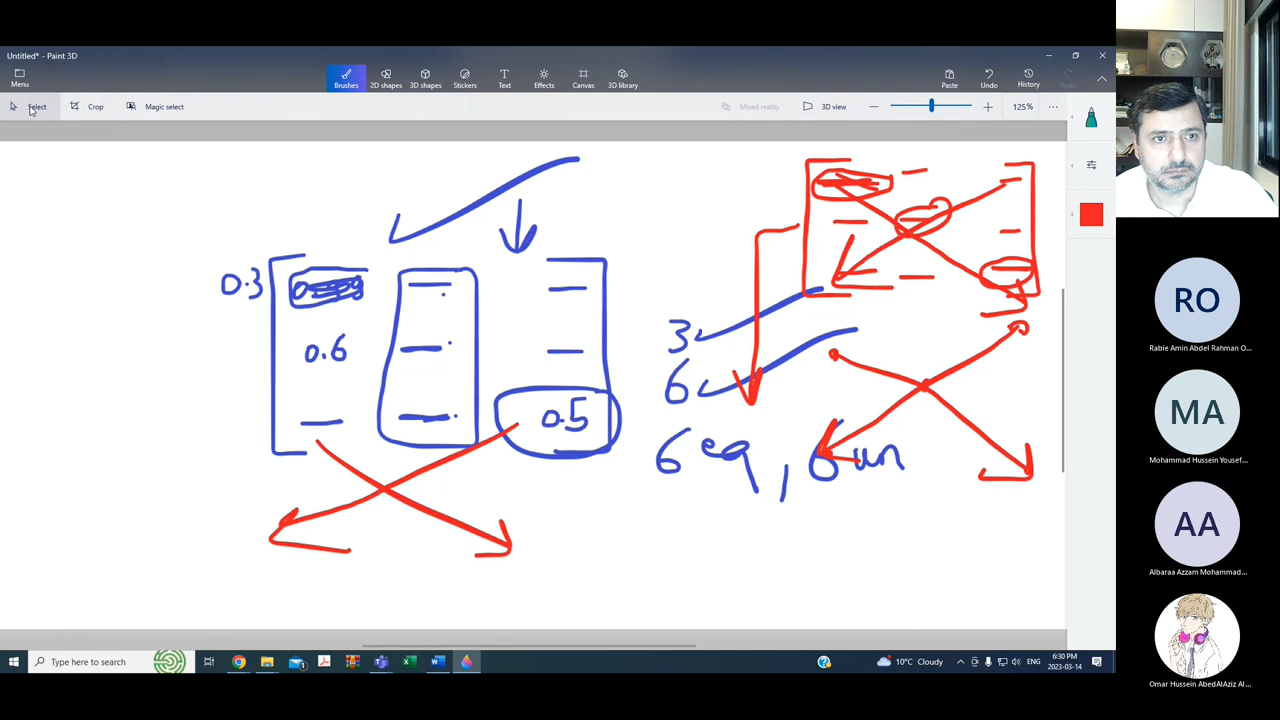 Untitled* - Paint 3D
Menu
Brushes
2D shapes
3D shapes
Stickers
Text
Effects
Canvas
3D library
Paste
Undo
History
Select
Crop
Magic select
Mixed reality
3D view
125%
0.3
0.6
0.5
3
6
6 eq, 6 un
RO
Rabie Amin Abdel Rahman O...
MA
Mohammad Hussein Yousef...
AA
Albaraa Azzam Mohammad...
Omar Hussein AbedAlAziz Al...
Type here to search
10°C Cloudy
ENG
6:30 PM
2023-03-14